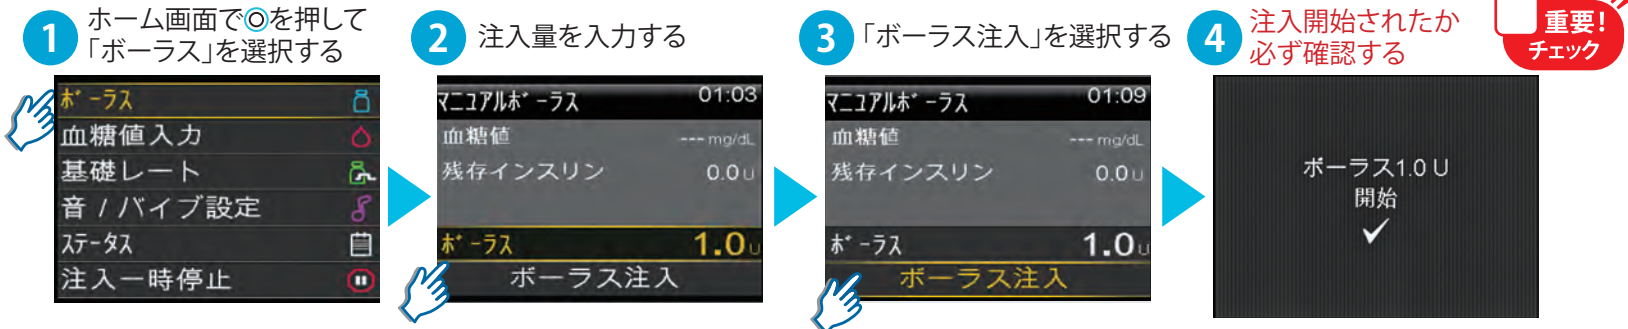 1 ホーム画面で◎を押して
「ボーラス」を選択する
ボーラス
血糖値入力
基礎レート
音 / バイブ設定
ステータス
注入一時停止
2 注入量を入力する
マニュアルボーラス 01:03
血糖値 --- mg/dL
残存インスリン 0.0 U
ボーラス 1.0 U
ボーラス注入
3 「ボーラス注入」を選択する
マニュアルボーラス 01:09
血糖値 --- mg/dL
残存インスリン 0.0 U
ボーラス 1.0 U
ボーラス注入
4 注入開始されたか
必ず確認する
重要!
チェック
ボーラス1.0 U
開始